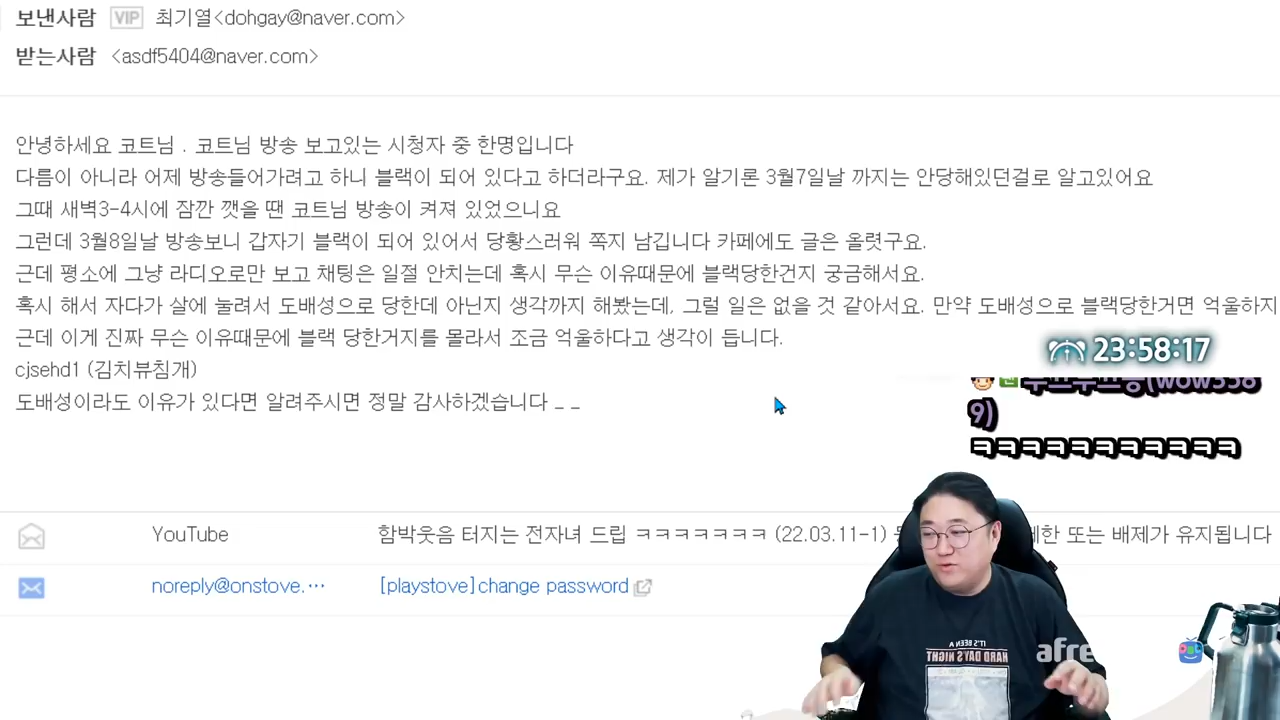 보낸사람 VIP 최기열<dohgay@naver.com>
받는사람 <asdf5404@naver.com>
안녕하세요 코트님 . 코트님 방송 보고있는 시청자 중 한명입니다
다름이 아니라 어제 방송들어가려고 하니 블랙이 되어 있다고 하더라구요. 제가 알기론 3월7일날 까지는 안당해있던걸로 알고있어요
그때 새벽3-4시에 잠깐 깻을 땐 코트님 방송이 켜져 있었으니요
그런데 3월8일날 방송보니 갑자기 블랙이 되어 있어서 당황스러워 쪽지 남깁니다 카페에도 글은 올렷구요.
근데 평소에 그냥 라디오로만 보고 채팅은 일절 안치는데 혹시 무슨 이유때문에 블랙당한건지 궁금해서요.
혹시 해서 자다가 살에 눌려서 도배성으로 당한데 아닌지 생각까지 해봤는데, 그럴 일은 없을 것 같아서요. 만약 도배성으로 블랙당한거면 억울하지
근데 이게 진짜 무슨 이유때문에 블랙 당한거지를 몰라서 조금 억울하다고 생각이 듭니다.
cjsehd1 (김치뷰침개)
도배성이라도 이유가 있다면 알려주시면 정말 감사하겠습니다 _ _
23:58:17
9)
ㅋㅋㅋㅋㅋㅋㅋㅋㅋㅋㅋ
YouTube 함박웃음 터지는 전자녀 드립 ㅋㅋㅋㅋㅋㅋㅋ (22.03.11-1) 또는 배제가 유지됩니다
noreply@onstove.… [playstove]change password
IT'S BEEN A
HARD DAYS NIGHT
afre